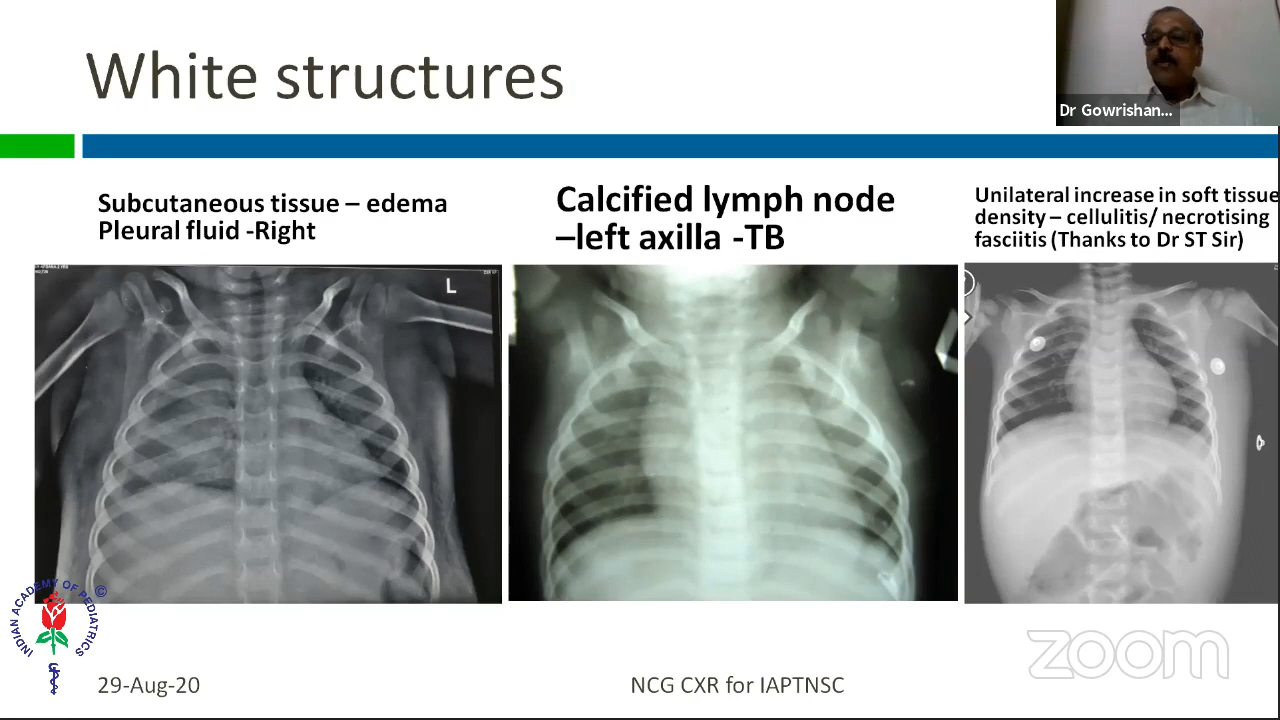 White structures
Dr Gowrishan...
Subcutaneous tissue – edema
Pleural fluid -Right
Calcified lymph node
–left axilla -TB
Unilateral increase in soft tissue
density – cellulitis/ necrotising
fasciitis (Thanks to Dr ST Sir)
L
INDIAN ACADEMY OF PEDIATRICS
©
29-Aug-20
NCG CXR for IAPTNSC
zoom